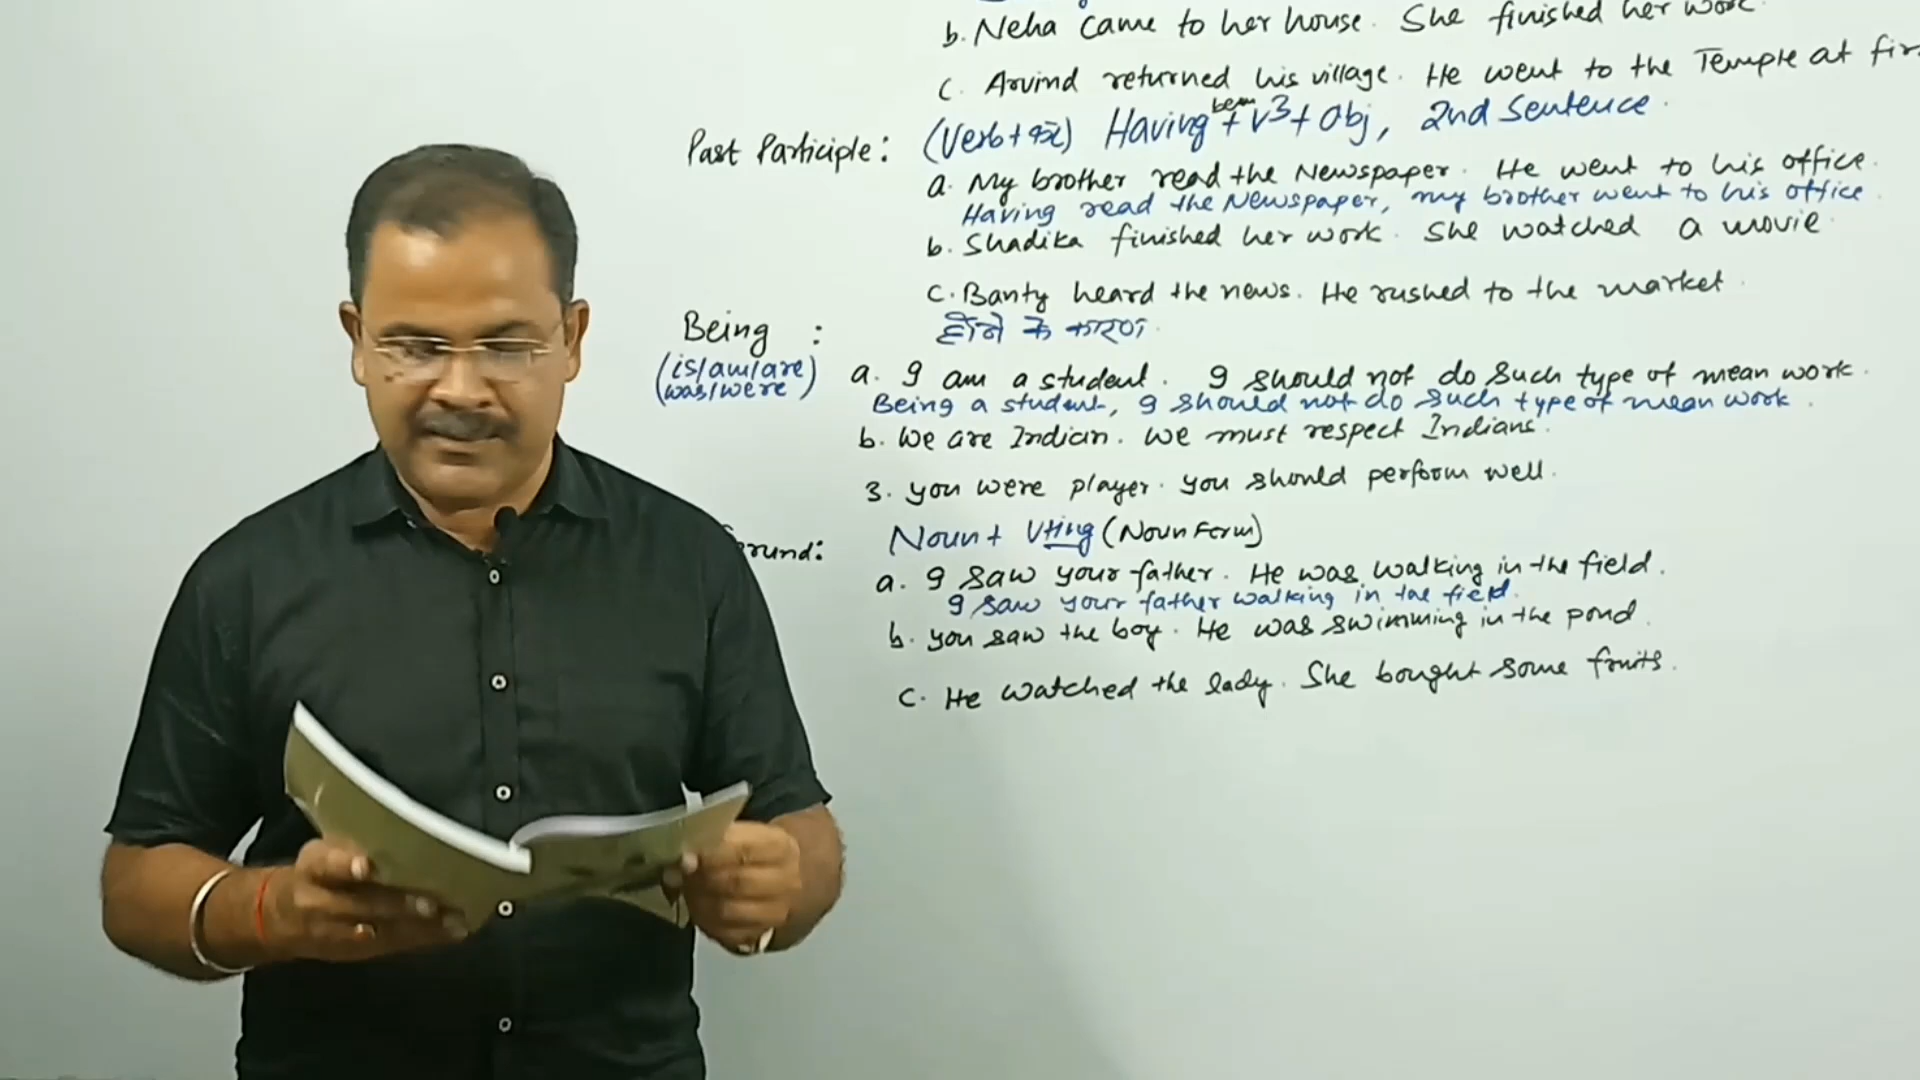 b. Neha came to her house. She finished her work.
c. Arvind returned his village. He went to the Temple at
Past Participle: (Verb+कर) Having been + V³ + Obj, 2nd Sentence.
a. My brother read the Newspaper. He went to his office.
Having read the Newspaper, my brother went to his office.
b. Shadika finished her work. She watched a movie.
c. Banty heard the news. He rushed to the market.
Being : होने के कारण.
(is/am/are)
was/were)
a. I am a student. I should not do such type of mean work.
Being a student, I should not do such type of mean work.
b. We are Indian. We must respect Indians.
3. you were player. you should perform well.
Noun + V+ing (Noun Form)
a. I saw your father. He was walking in the field.
I saw your father walking in the field.
b. you saw the boy. He was swimming in the pond.
c. He watched the lady. She bought some fruits.